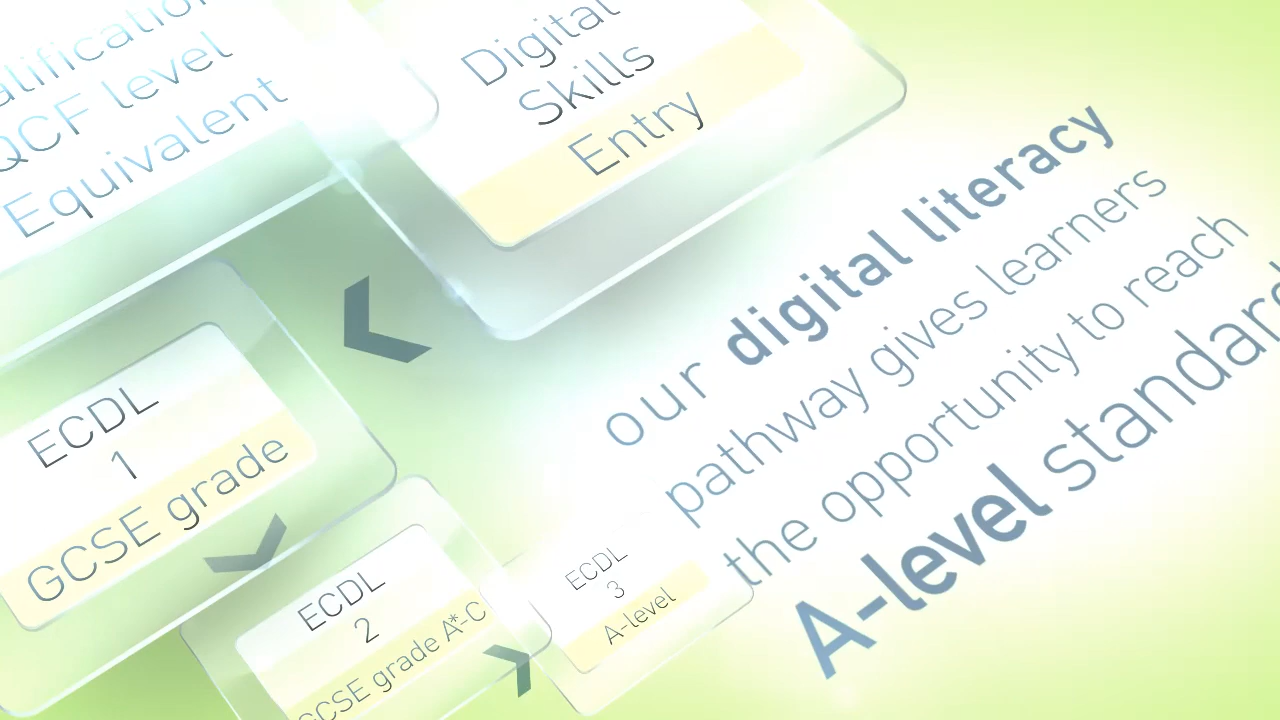 QCF level
Equivalent
Digital
Skills
Entry
ECDL
1
GCSE grade
ECDL
2
GCSE grade A*-C
ECDL
3
A-level
our digital literacy
pathway gives learners
the opportunity to reach
A-level standard